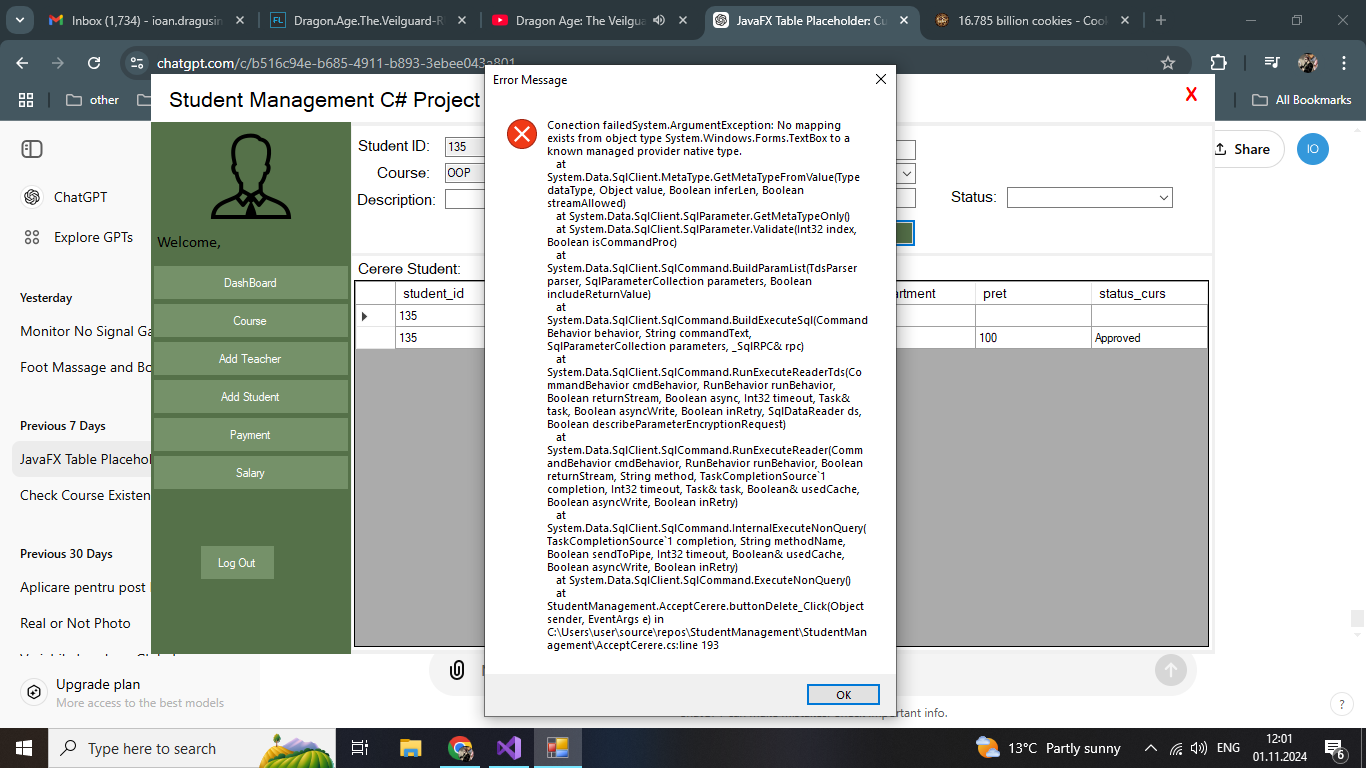 Inbox (1,734) - ioan.dragusin
Dragon.Age.The.Veilguard-R
Dragon Age: The Veilgua
JavaFX Table Placeholder: Cu
16.785 billion cookies - Coo
chatgpt.com/c/b516c94e-b685-4911-b893-3ebee043a801
other
All Bookmarks
Student Management C# Project
X
Error Message
Share
IO
ChatGPT
Explore GPTs
Yesterday
Monitor No Signal Ga
Foot Massage and Bo
Previous 7 Days
JavaFX Table Placehol
Check Course Existen
Previous 30 Days
Aplicare pentru post
Real or Not Photo
Upgrade plan
More access to the best models
Welcome,
DashBoard
Course
Add Teacher
Add Student
Payment
Salary
Log Out
Student ID:
135
Course:
OOP
Description:
Status:
Cerere Student:
student_id
rtment
pret
status_curs
135
135
100
Approved
Conection failedSystem.ArgumentException: No mapping
exists from object type System.Windows.Forms.TextBox to a
known managed provider native type.
at
System.Data.SqlClient.MetaType.GetMetaTypeFromValue(Type
dataType, Object value, Boolean inferLen, Boolean
streamAllowed)
at System.Data.SqlClient.SqlParameter.GetMetaTypeOnly()
at System.Data.SqlClient.SqlParameter.Validate(Int32 index,
Boolean isCommandProc)
at
System.Data.SqlClient.SqlCommand.BuildParamList(TdsParser
parser, SqlParameterCollection parameters, Boolean
includeReturnValue)
at
System.Data.SqlClient.SqlCommand.BuildExecuteSql(Command
Behavior behavior, String commandText,
SqlParameterCollection parameters, _SqlRPC& rpc)
at
System.Data.SqlClient.SqlCommand.RunExecuteReaderTds(Co
mmandBehavior cmdBehavior, RunBehavior runBehavior,
Boolean returnStream, Boolean async, Int32 timeout, Task&
task, Boolean asyncWrite, Boolean inRetry, SqlDataReader ds,
Boolean describeParameterEncryptionRequest)
at
System.Data.SqlClient.SqlCommand.RunExecuteReader(Comm
andBehavior cmdBehavior, RunBehavior runBehavior, Boolean
returnStream, String method, TaskCompletionSource`1
completion, Int32 timeout, Task& task, Boolean& usedCache,
Boolean asyncWrite, Boolean inRetry)
at
System.Data.SqlClient.SqlCommand.InternalExecuteNonQuery(
TaskCompletionSource`1 completion, String methodName,
Boolean sendToPipe, Int32 timeout, Boolean& usedCache,
Boolean asyncWrite, Boolean inRetry)
at System.Data.SqlClient.SqlCommand.ExecuteNonQuery()
at
StudentManagement.AcceptCerere.buttonDelete_Click(Object
sender, EventArgs e) in
C:\Users\user\source\repos\StudentManagement\StudentMan
agement\AcceptCerere.cs:line 193
OK
important info.
?
Type here to search
13°C Partly sunny
ENG
12:01
01.11.2024
6